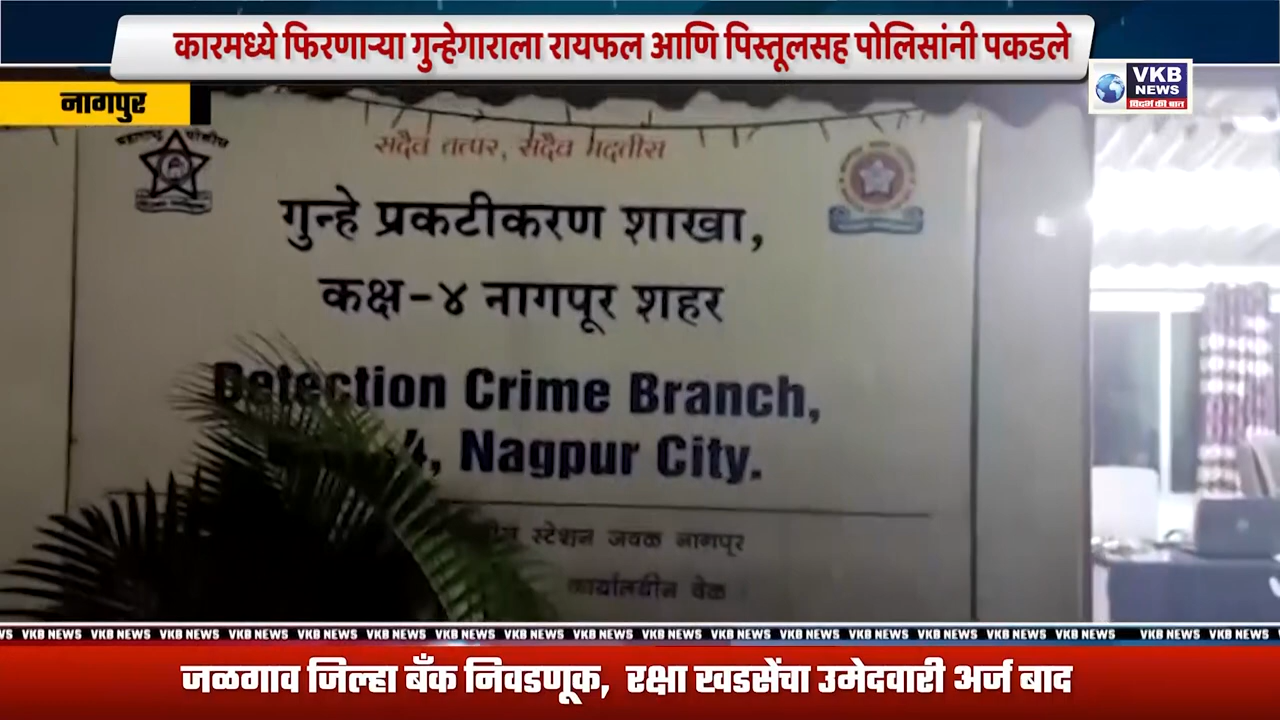 कारमध्ये फिरणाऱ्या गुन्हेगाराला रायफल आणि पिस्तूलसह पोलिसांनी पकडले
नागपुर
VKB
NEWS
विदर्भ की बात
महाराष्ट्र पोलीस
सदैव तत्पर, सदैव मदतीस
गुन्हे प्रकटीकरण शाखा,
कक्ष-४ नागपूर शहर
Detection Crime Branch,
4, Nagpur City.
स्टेशन जवळ नागपूर
कार्यालयीन वेळ
VKB NEWS VKB NEWS VKB NEWS VKB NEWS VKB NEWS VKB NEWS VKB NEWS VKB NEWS VKB NEWS VKB NEWS VKB NEWS VKB NEWS VKB NEWS VKB NEWS VKB NEWS VKB NEWS VKB NEWS VKB NEWS
जळगाव जिल्हा बँक निवडणूक, रक्षा खडसेंचा उमेदवारी अर्ज बाद